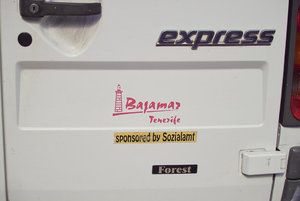 express
Bajamar
Tenerife
sponsored by Sozialamt
Forest